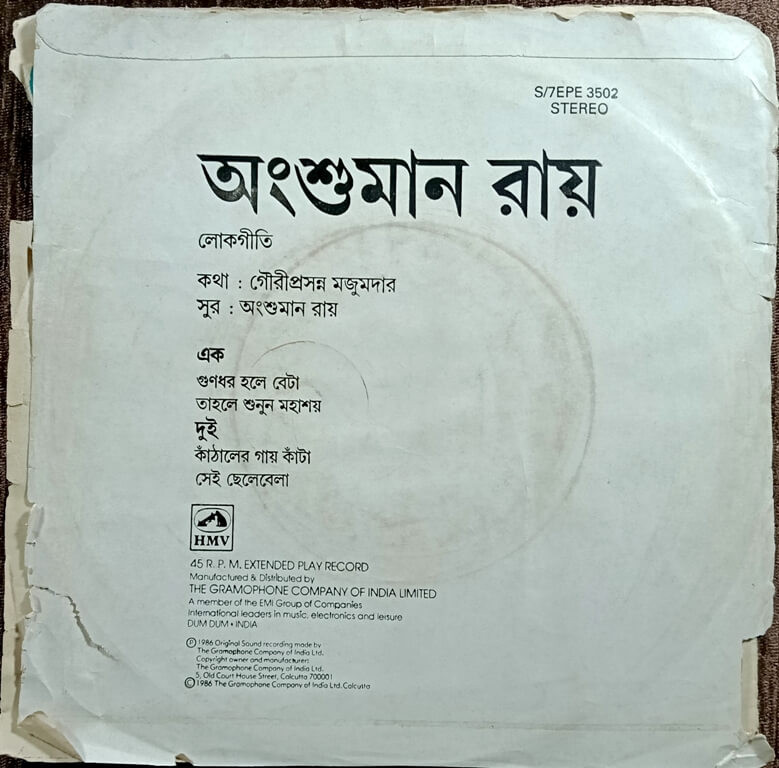 S/7EPE 3502
STEREO
অংশুমান রায়
লোকগীতি
কথা : গৌরীপ্রসন্ন মজুমদার
সুর : অংশুমান রায়
এক
গুণধর হলে বেটা
তাহলে শুনুন মহাশয়
দুই
কাঁঠালের গায় কাঁটা
সেই ছেলেবেলা
HMV
45 R. P. M. EXTENDED PLAY RECORD
Manufactured & Distributed by
THE GRAMOPHONE COMPANY OF INDIA LIMITED
A member of the EMI Group of Companies
International leaders in music, electronics and leisure
DUM DUM • INDIA
Ⓟ 1986 Original Sound recording made by
The Gramophone Company of India Ltd.
Copyright owner and manufacturers
The Gramophone Company of India Ltd.
5, Old Court House Street, Calcutta 700001
© 1986 The Gramophone Company of India Ltd. Calcutta